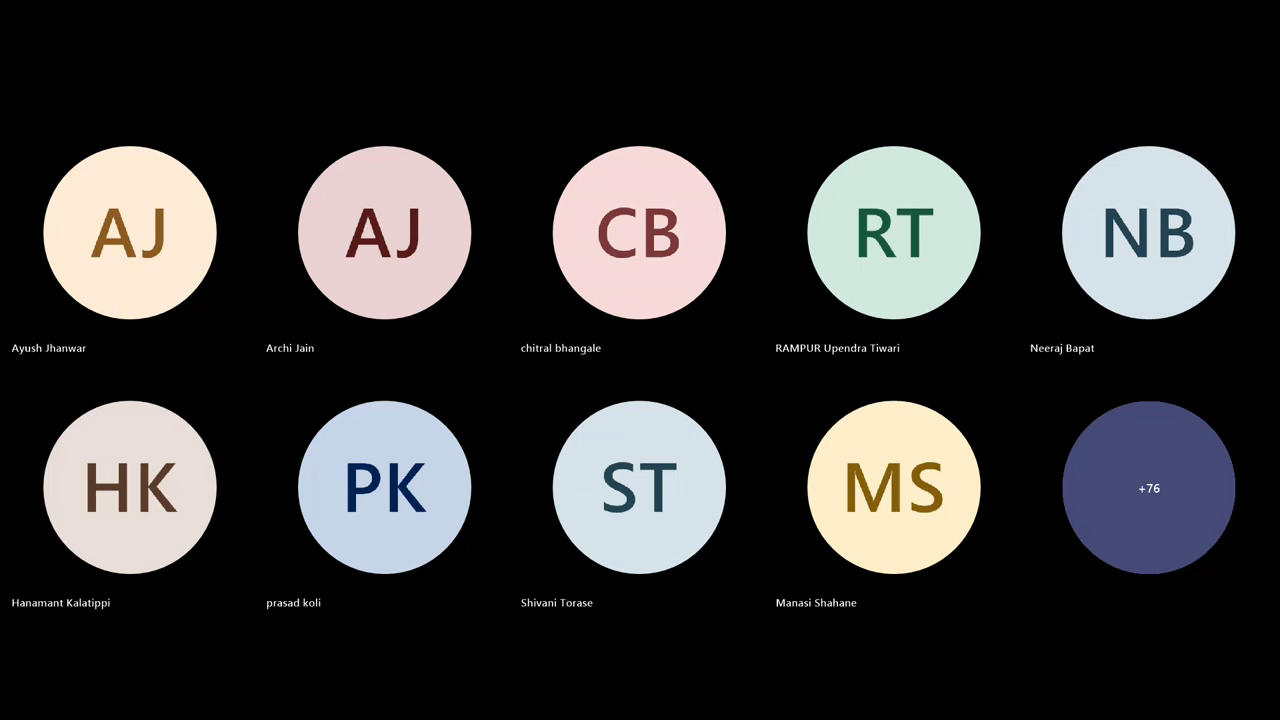 AJ
AJ
CB
RT
NB
Ayush Jhanwar
Archi Jain
chitral bhangale
RAMPUR Upendra Tiwari
Neeraj Bapat
HK
PK
ST
MS
+76
Hanamant Kalatippi
prasad koli
Shivani Torase
Manasi Shahane